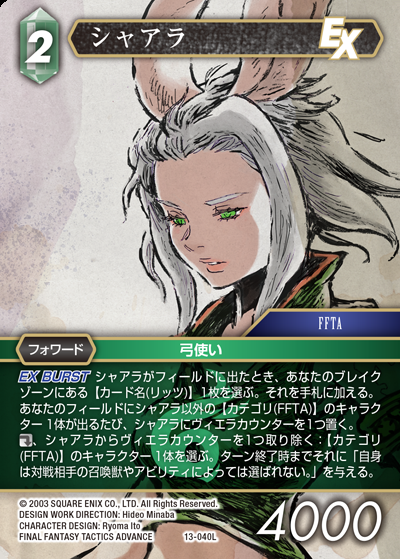 2
シャアラ
EX
FFTA
フォワード
弓使い
EX BURST シャアラがフィールドに出たとき、あなたのブレイク
ゾーンにある【カード名(リッツ)】1枚を選ぶ。それを手札に加える。
あなたのフィールドにシャアラ以外の【カテゴリ(FFTA)】のキャラク
ター 1体が出るたび、シャアラにヴィエラカウンターを1つ置く。
、シャアラからヴィエラカウンターを1つ取り除く:【カテゴリ
(FFTA)】のキャラクター 1体を選ぶ。ターン終了時までそれに「自身
は対戦相手の召喚獣やアビリティによっては選ばれない。」を与える。
© 2003 SQUARE ENIX CO., LTD. All Rights Reserved.
DESIGN WORK DIRECTION: Hideo Minaba
CHARACTER DESIGN: Ryoma Ito
FINAL FANTASY TACTICS ADVANCE
13-040L
4000